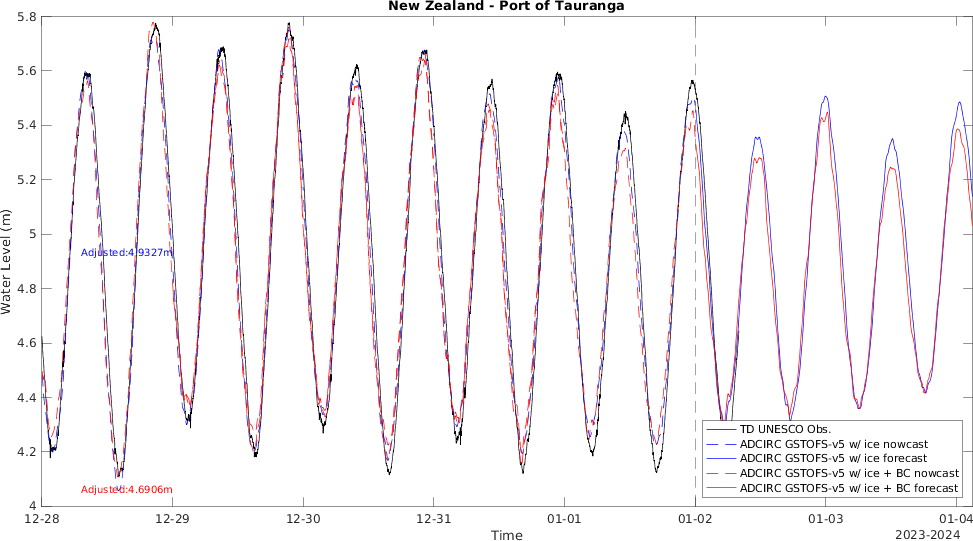 New Zealand - Port of Tauranga
Water Level (m)
5.8
5.6
5.4
5.2
5
4.8
4.6
4.4
4.2
4
Adjusted:4.9327m
Adjusted:4.6906m
TD UNESCO Obs.
ADCIRC GSTOFS-v5 w/ ice nowcast
ADCIRC GSTOFS-v5 w/ ice forecast
ADCIRC GSTOFS-v5 w/ ice + BC nowcast
ADCIRC GSTOFS-v5 w/ ice + BC forecast
12-28 12-29 12-30 12-31 01-01 01-02 01-03 01-04
Time
2023-2024